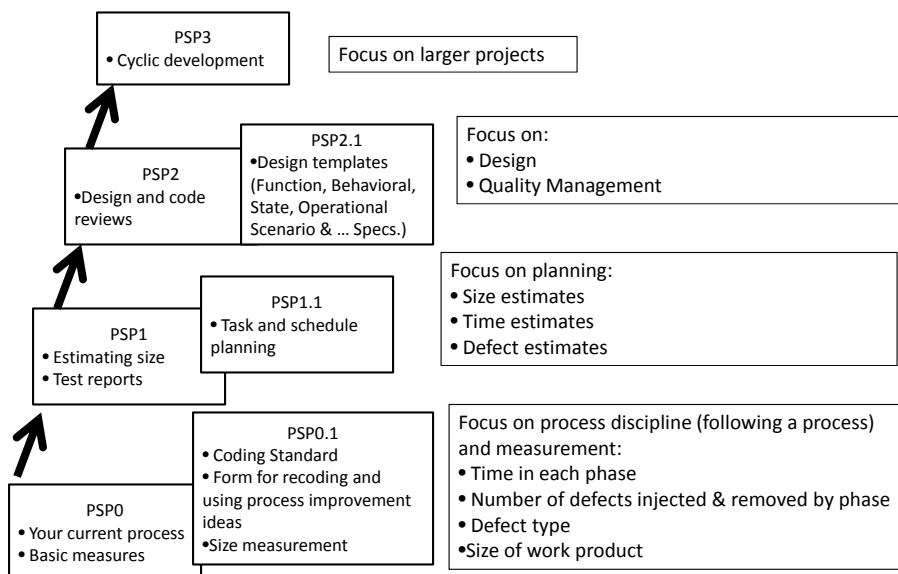 PSP3
• Cyclic development
Focus on larger projects
PSP2
•Design and code
reviews
PSP2.1
•Design templates
(Function, Behavioral,
State, Operational
Scenario & … Specs.)
Focus on:
• Design
• Quality Management
PSP1
• Estimating size
• Test reports
PSP1.1
• Task and schedule
planning
Focus on planning:
• Size estimates
• Time estimates
• Defect estimates
PSP0
• Your current process
• Basic measures
PSP0.1
• Coding Standard
• Form for recoding and
using process improvement
ideas
•Size measurement
Focus on process discipline (following a process)
and measurement:
• Time in each phase
• Number of defects injected & removed by phase
• Defect type
•Size of work product